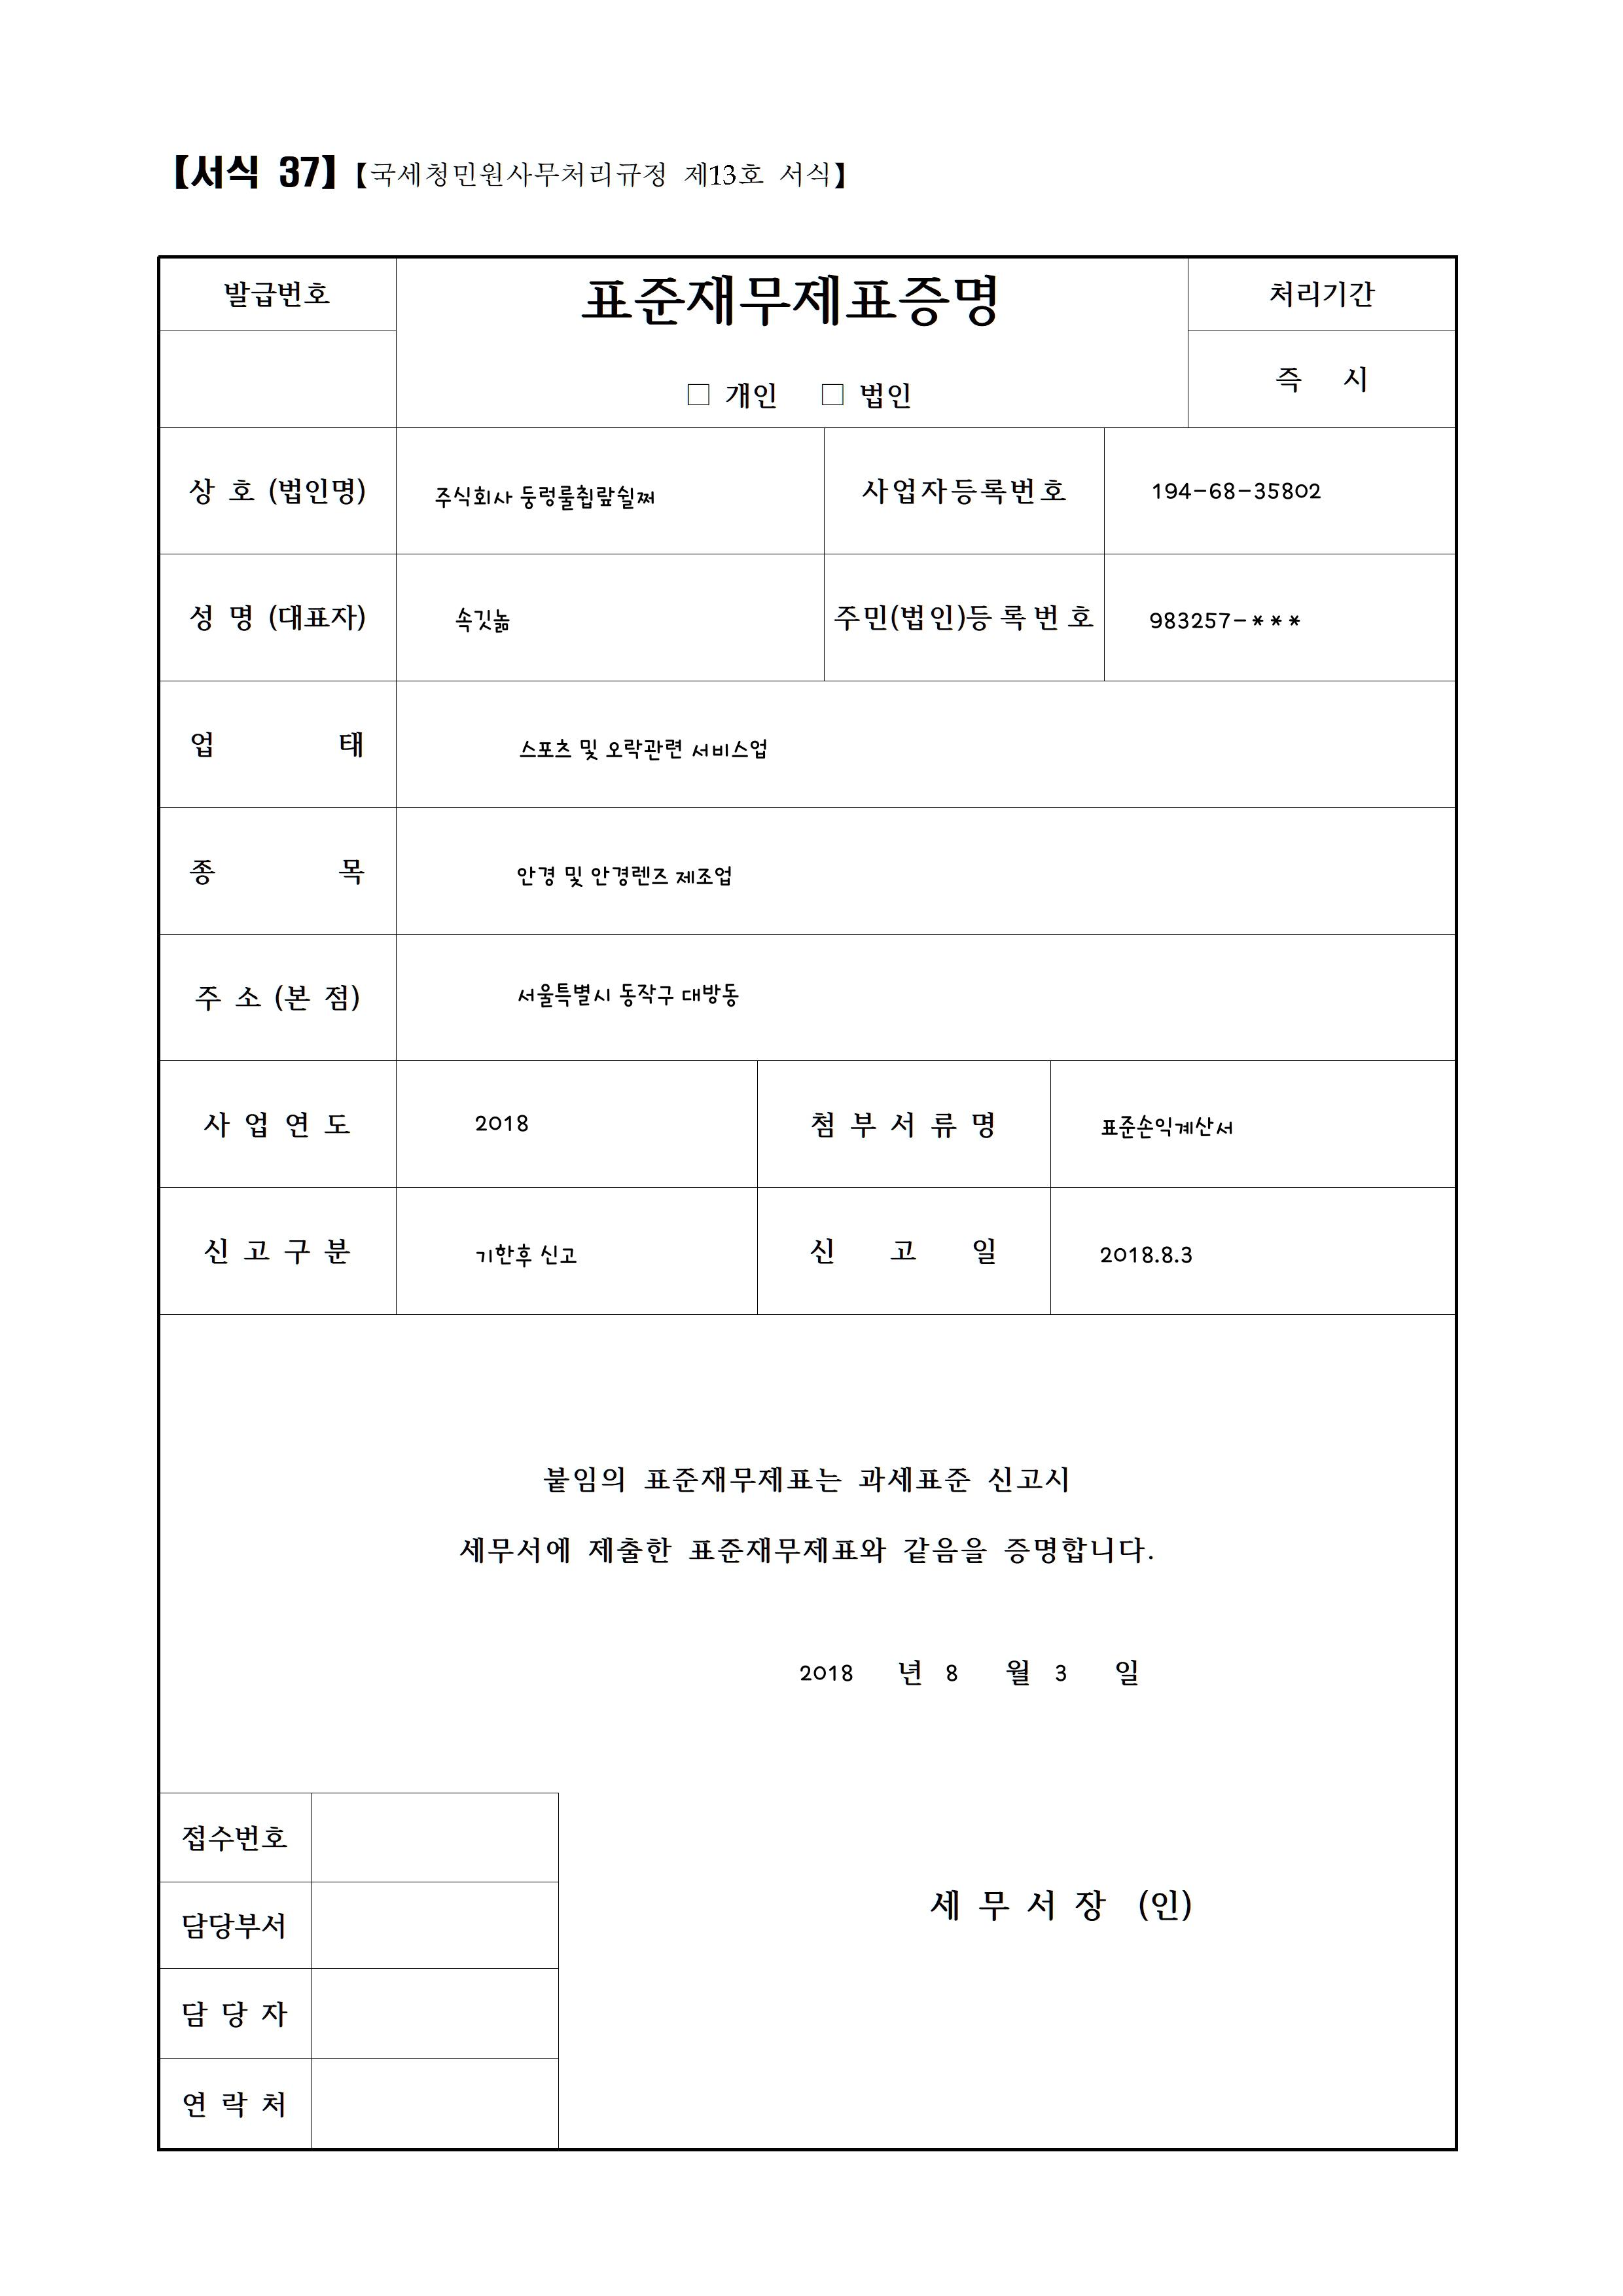 【서식 37】【국세청민원사무처리규정 제13호 서식】
발급번호
표준재무제표증명
처리기간
즉 시
□ 개인 □ 법인
상 호 (법인명) 주식회사 둥렁룰췹랖쉴쩌 사업자등록번호 194-68-35802
성 명 (대표자) 속깃놂 주민(법인)등록번호 983257-***
업 태 스포츠 및 오락관련 서비스업
종 목 안경 및 안경렌즈 제조업
주 소 (본 점) 서울특별시 동작구 대방동
사 업 연 도 2018 첨 부 서 류 명 표준손익계산서
신 고 구 분 기한후 신고 신 고 일 2018.8.3
붙임의 표준재무제표는 과세표준 신고시
세무서에 제출한 표준재무제표와 같음을 증명합니다.
2018 년 8 월 3 일
접수번호
담당부서
세 무 서 장 (인)
담 당 자
연 락 처